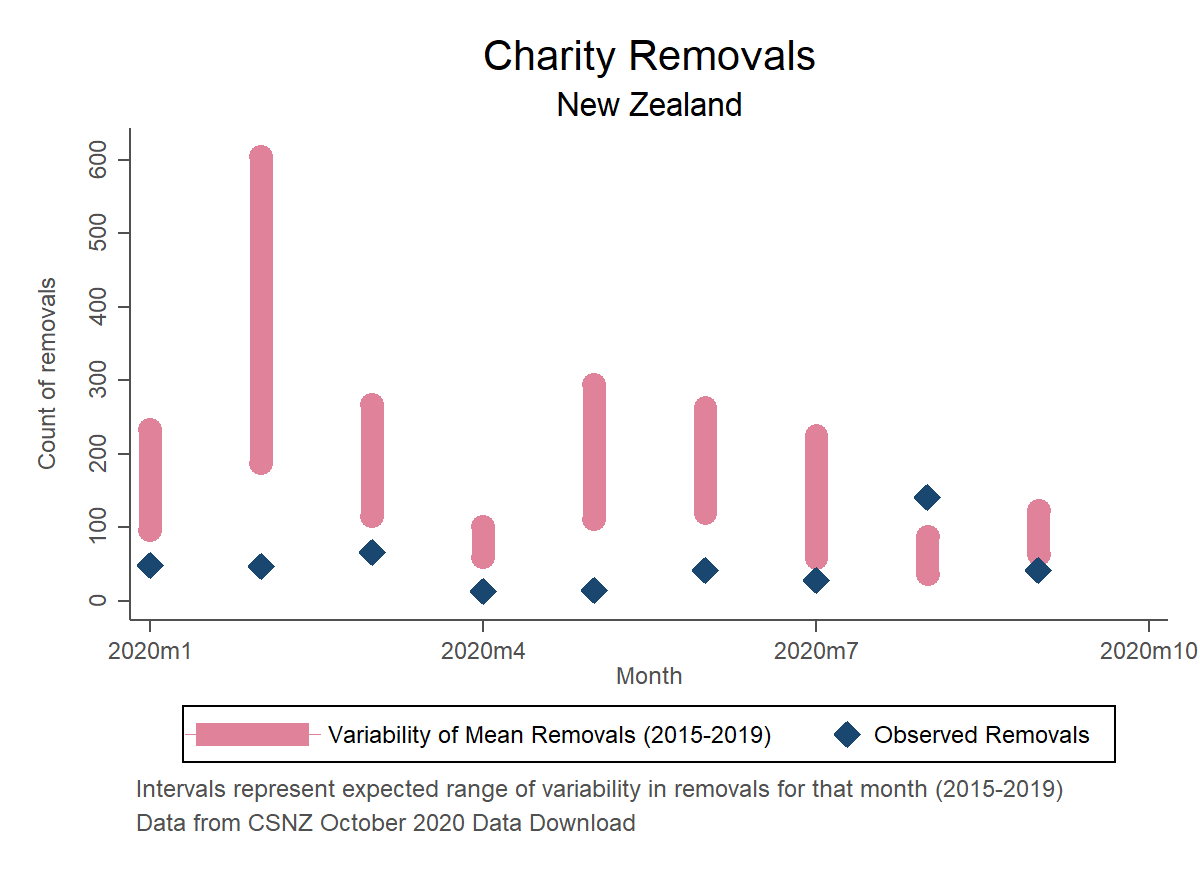 Charity Removals
New Zealand
Count of removals
600
500
400
300
200
100
0
2020m1 2020m4 2020m7 2020m10
Month
Variability of Mean Removals (2015-2019) Observed Removals
Intervals represent expected range of variability in removals for that month (2015-2019)
Data from CSNZ October 2020 Data Download